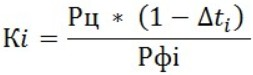 Кi = Рц * (1 − Δtᵢ) / Рфi